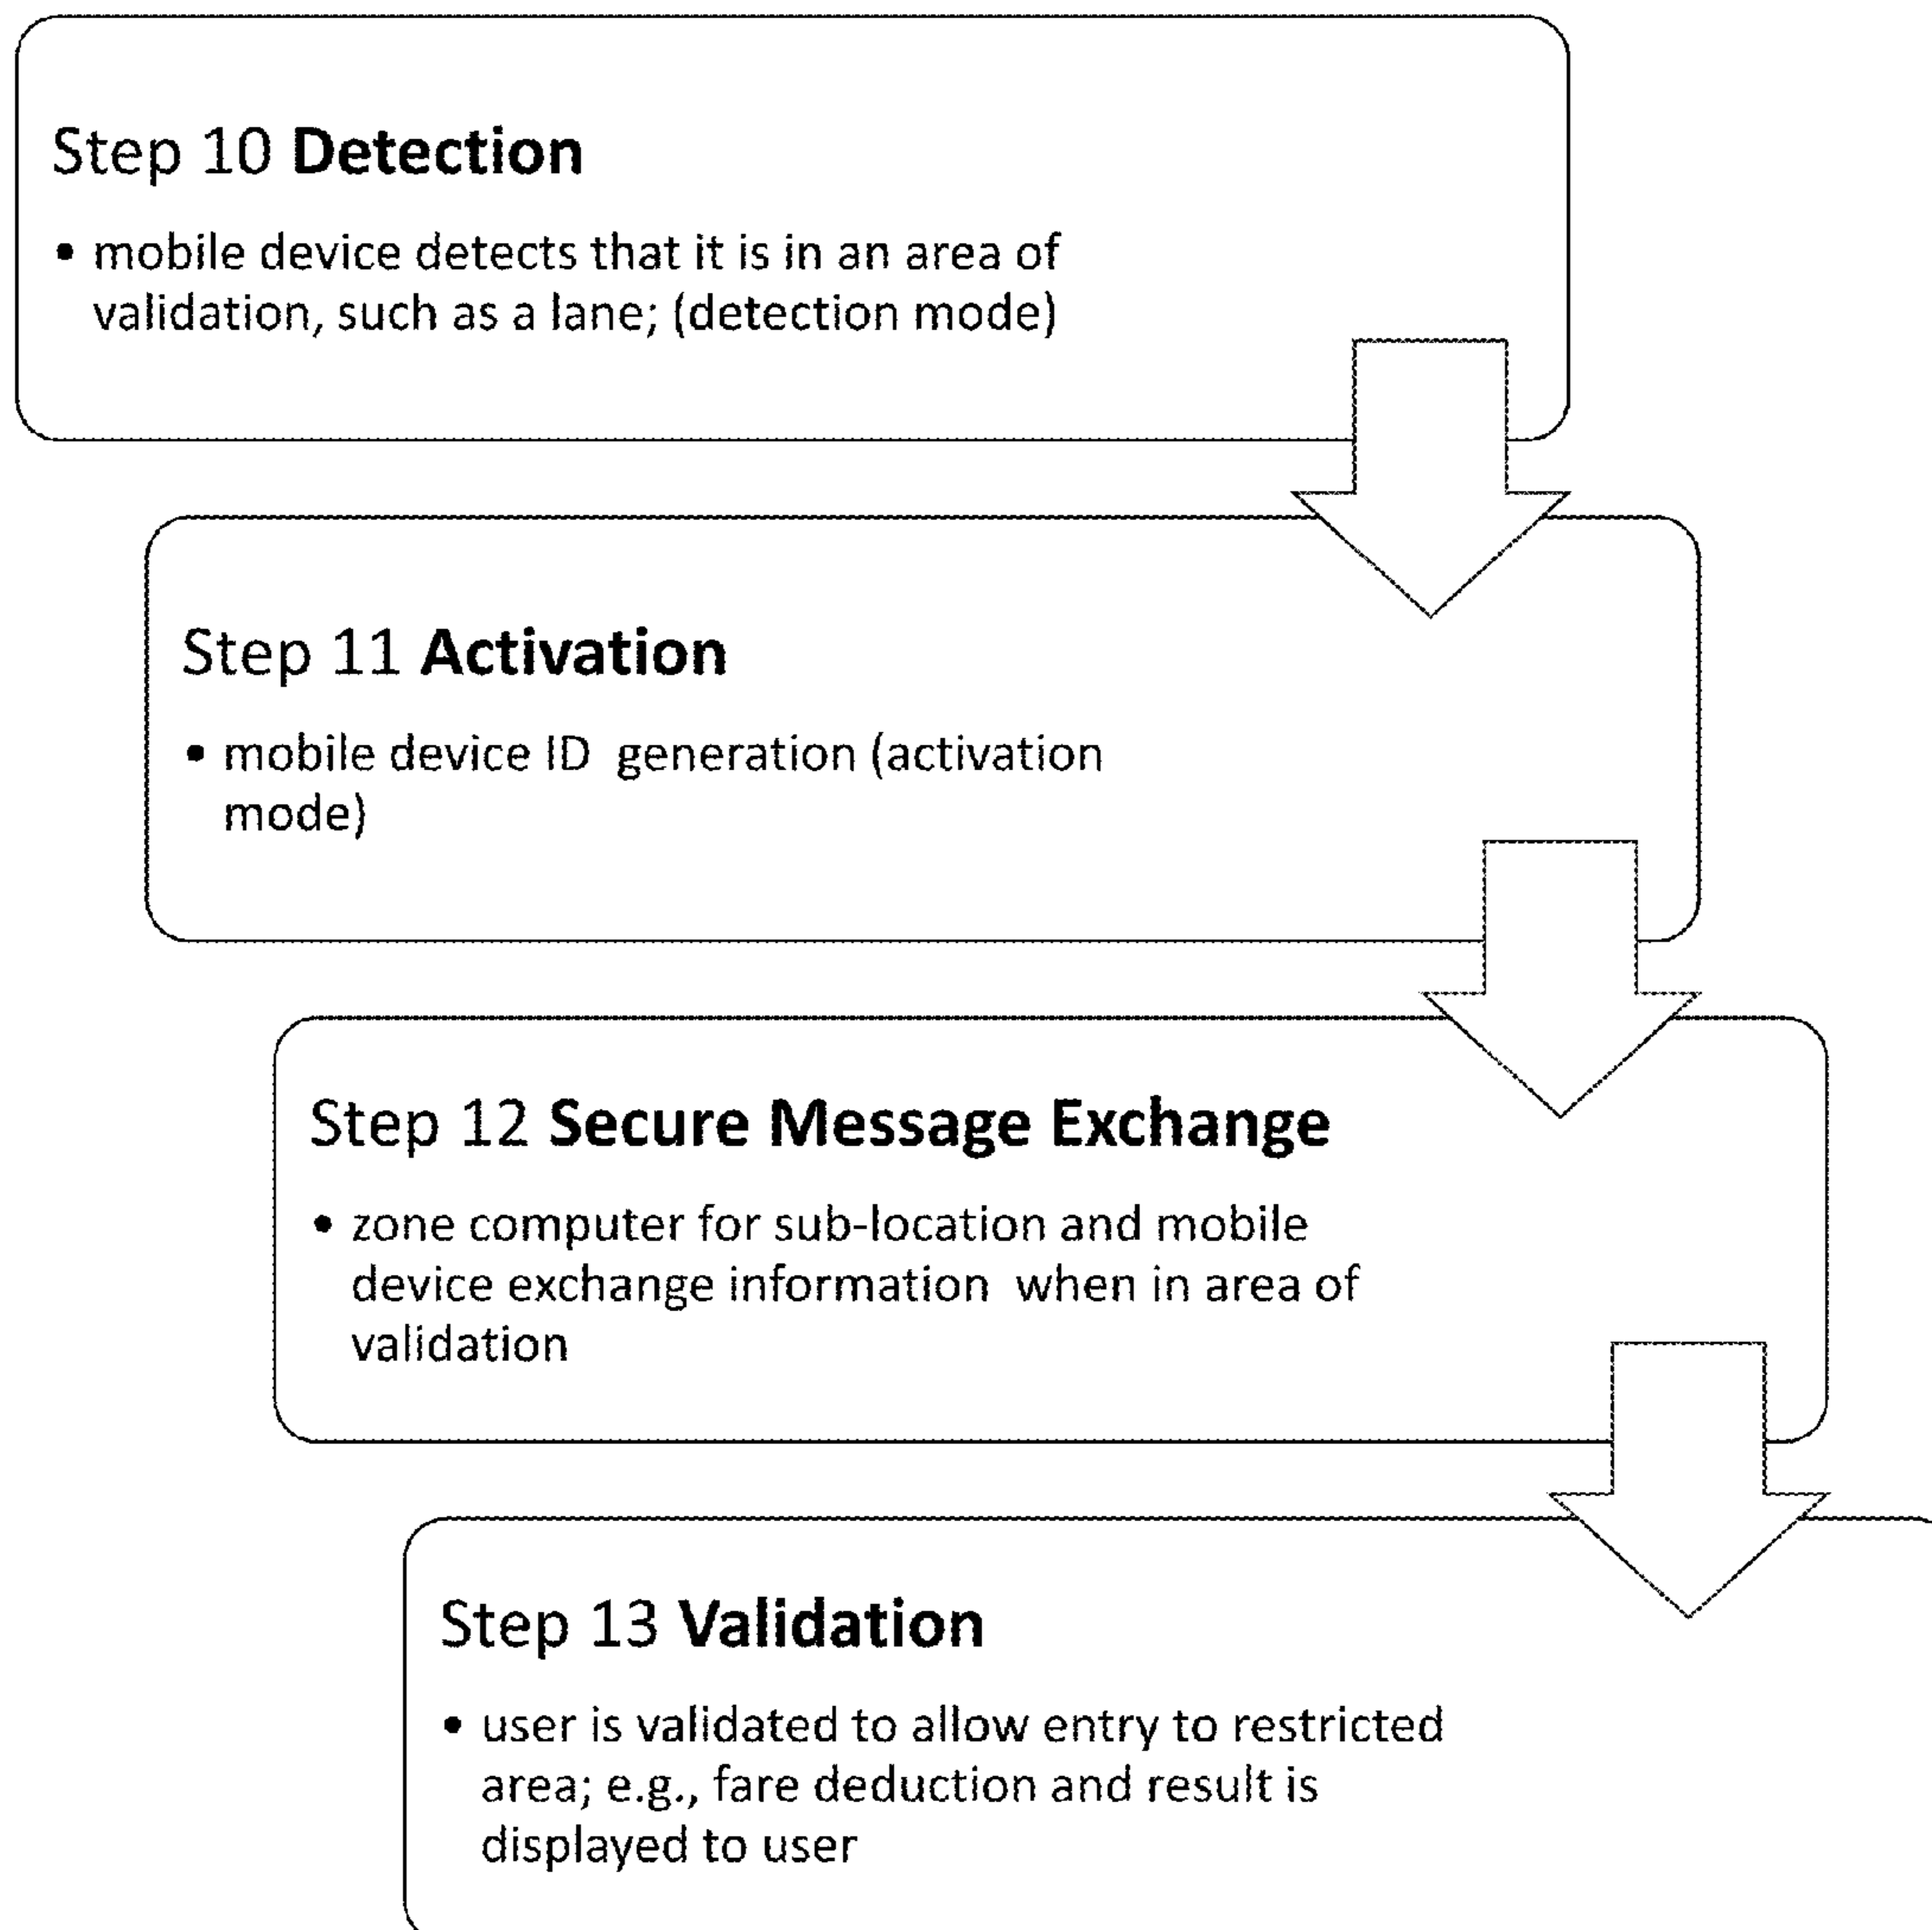 Step 10 Detection
• mobile device detects that it is in an area of
validation, such as a lane; (detection mode)
Step 11 Activation
• mobile device ID generation (activation
mode)
Step 12 Secure Message Exchange
• zone computer for sub-location and mobile
device exchange information when in area of
validation
Step 13 Validation
• user is validated to allow entry to restricted
area; e.g., fare deduction and result is
displayed to user